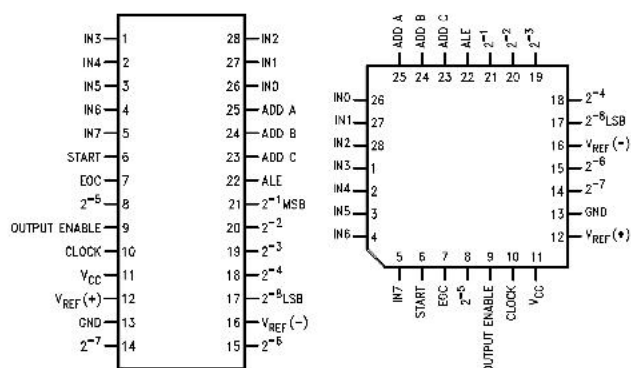 IN3 1 28 IN2
IN4 2 27 IN1
IN5 3 26 IN0
IN6 4 25 ADD A
IN7 5 24 ADD B
START 6 23 ADD C
EOC 7 22 ALE
2⁻⁵ 8 21 2⁻¹MSB
OUTPUT ENABLE 9 20 2⁻²
CLOCK 10 19 2⁻³
VCC 11 18 2⁻⁴
VREF(+) 12 17 2⁻⁸LSB
GND 13 16 VREF(-)
2⁻⁷ 14 15 2⁻⁶
ADD A ADD B ADD C ALE 2⁻¹ 2⁻² 2⁻³
25 24 23 22 21 20 19
IN0 26 18 2⁻⁴
IN1 27 17 2⁻⁸LSB
IN2 28 16 VREF(-)
IN3 1 15 2⁻⁶
IN4 2 14 2⁻⁷
IN5 3 13 GND
IN6 4 12 VREF(+)
5 6 7 8 9 10 11
IN7 START EOC 2⁻⁵ OUTPUT ENABLE CLOCK VCC